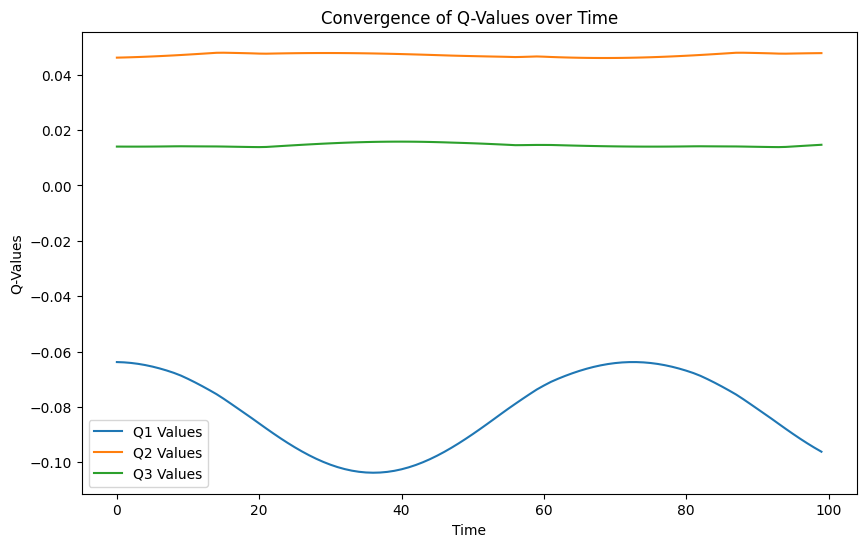 Convergence of Q-Values over Time
Q-Values
0.04
0.02
0.00
−0.02
−0.04
−0.06
−0.08
−0.10
Q1 Values
Q2 Values
Q3 Values
0 20 40 60 80 100
Time